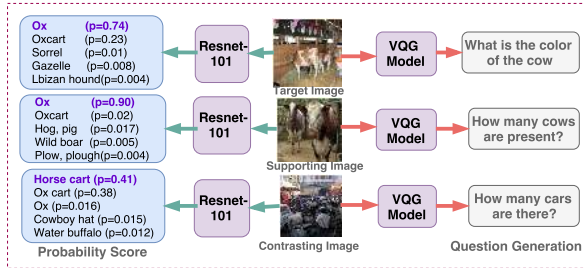 Ox (p=0.74)
Oxcart (p=0.23)
Sorrel (p=0.01)
Gazelle (p=0.008)
Lbizan hound(p=0.004)
Resnet-
101
Target Image
VQG
Model
What is the color
of the cow
Ox (p=0.90)
Oxcart (p=0.02)
Hog, pig (p=0.017)
Wild boar (p=0.005)
Plow, plough(p=0.004)
Resnet-
101
Supporting Image
VQG
Model
How many cows
are present?
Horse cart (p=0.41)
Ox cart (p=0.38)
Ox (p=0.016)
Cowboy hat (p=0.015)
Water buffalo (p=0.012)
Resnet-
101
Contrasting Image
VQG
Model
How many cars
are there?
Probability Score
Question Generation